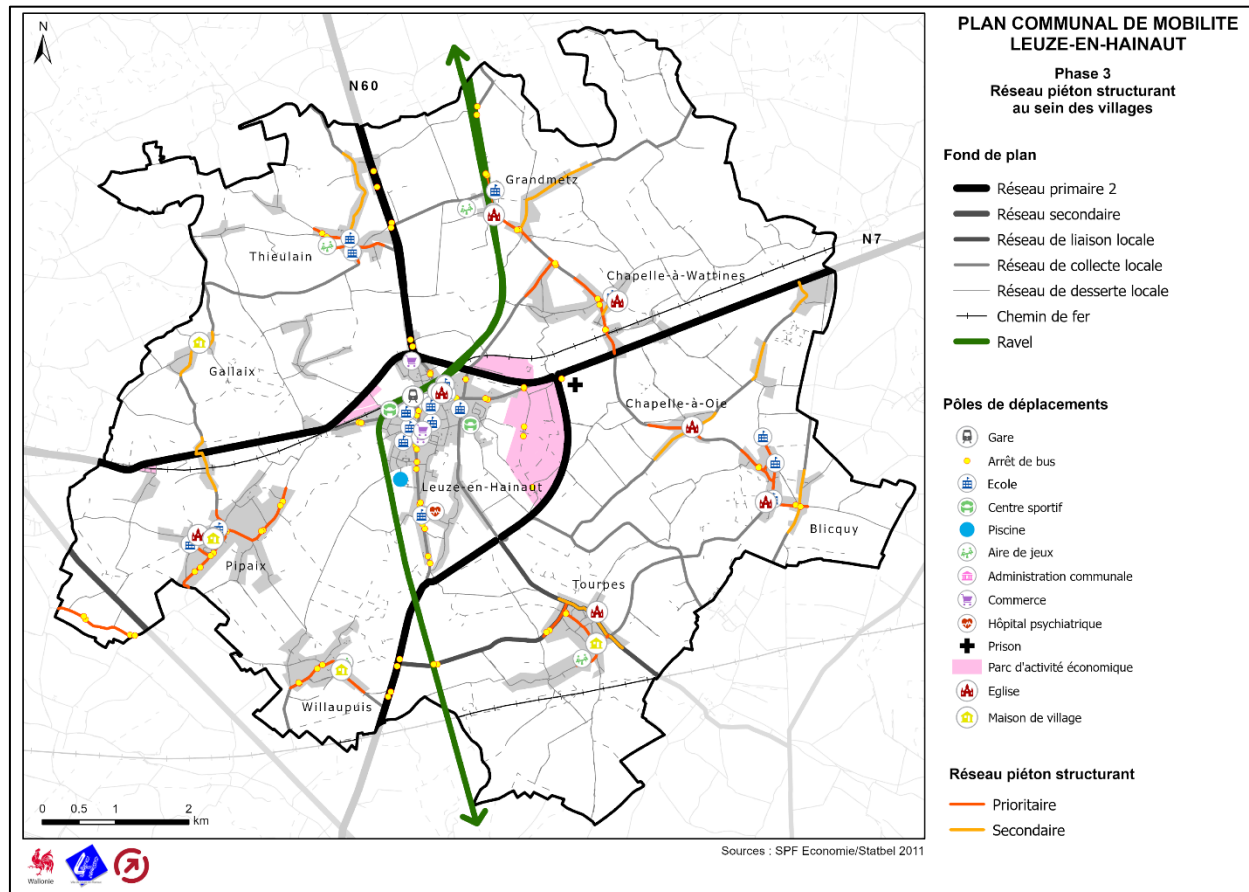 PLAN COMMUNAL DE MOBILITE
LEUZE-EN-HAINAUT
Phase 3
Réseau piéton structurant
au sein des villages
Fond de plan
Réseau primaire 2
Réseau secondaire
Réseau de liaison locale
Réseau de collecte locale
Réseau de desserte locale
Chemin de fer
Ravel
Pôles de déplacements
Gare
Arrêt de bus
Ecole
Centre sportif
Piscine
Aire de jeux
Administration communale
Commerce
Hôpital psychiatrique
Prison
Parc d'activité économique
Eglise
Maison de village
Réseau piéton structurant
Prioritaire
Secondaire
N
N60
Grandmetz
N7
Thieulain
Chapelle-à-Wattines
Gallaix
Chapelle-à-Oie
Leuze-en-Hainaut
Blicquy
Pipaix
Tourpes
Willaupuis
0 0.5 1 2
km
Sources : SPF Economie/Statbel 2011
Wallonie